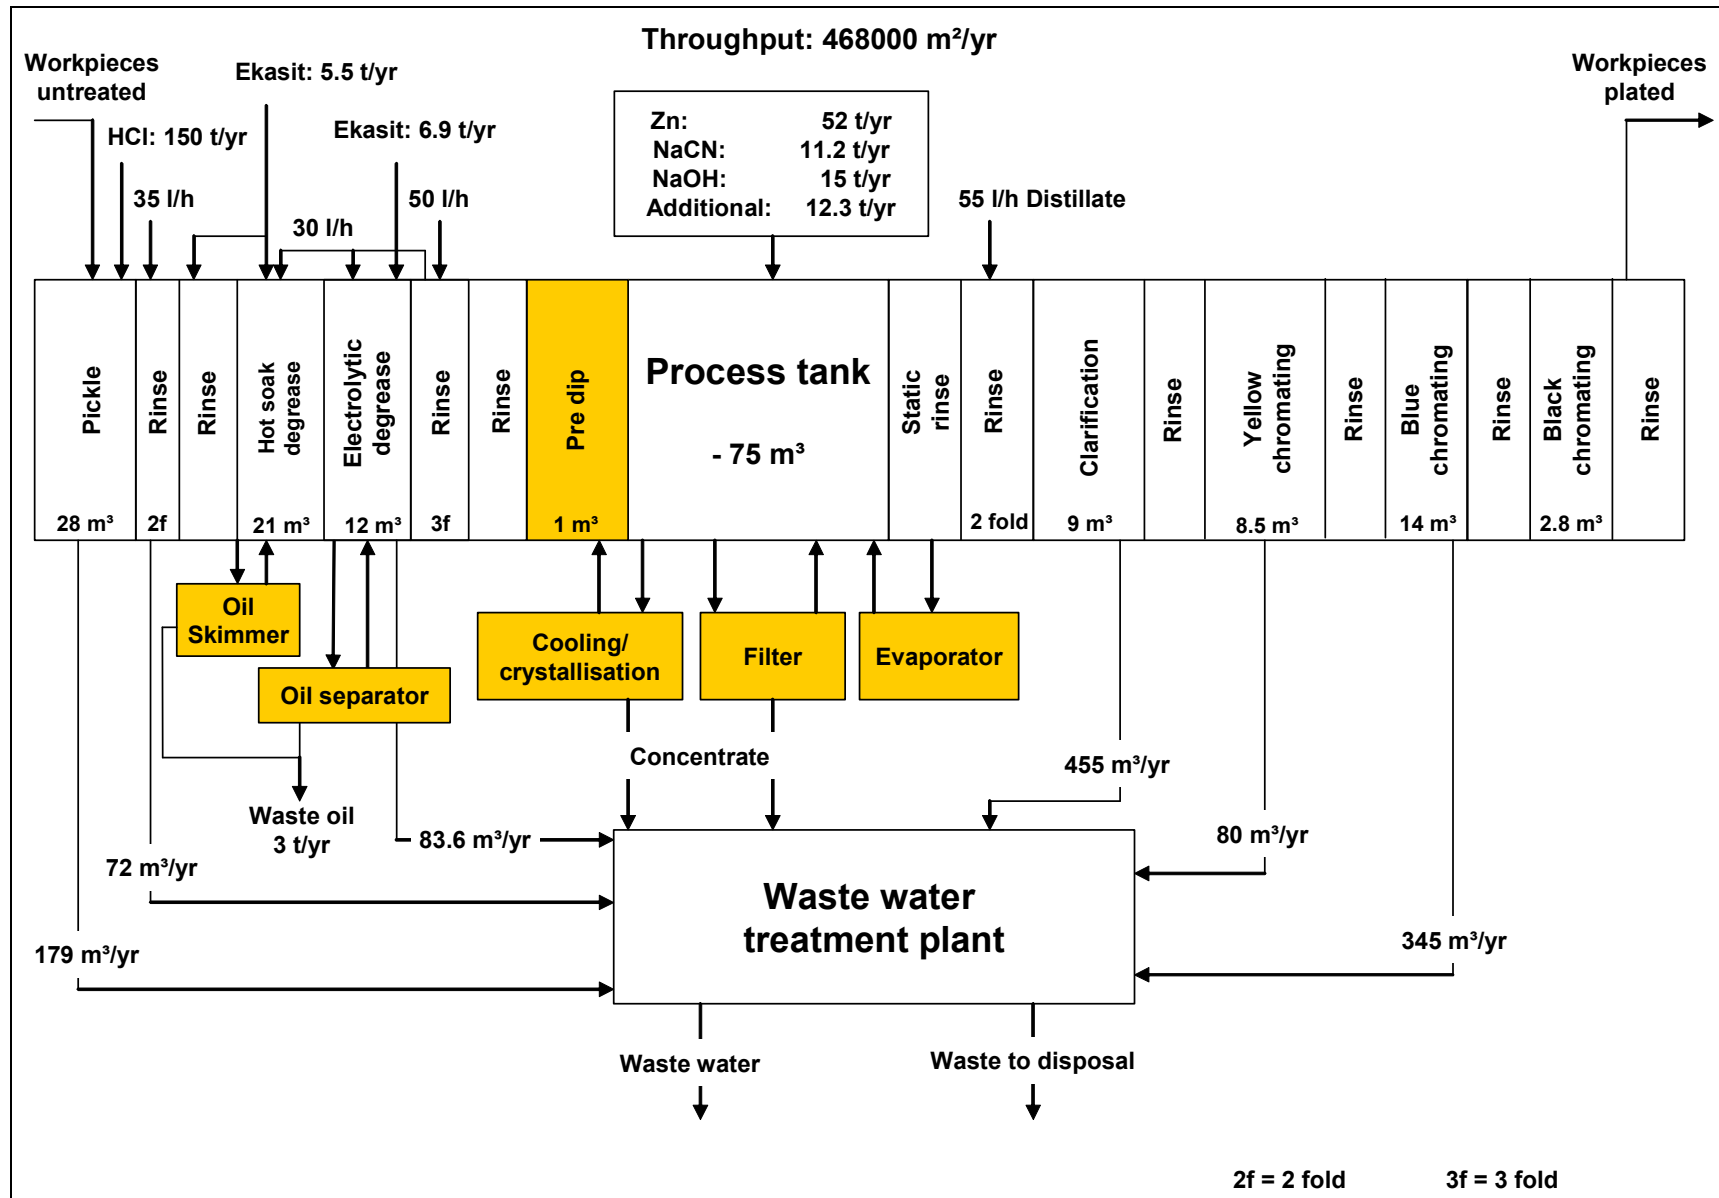 Throughput: 468000 m²/yr
Workpieces
untreated
Ekasit: 5.5 t/yr
Workpieces
plated
HCl: 150 t/yr
Ekasit: 6.9 t/yr
Zn: 52 t/yr
NaCN: 11.2 t/yr
NaOH: 15 t/yr
Additional: 12.3 t/yr
35 l/h
30 l/h
50 l/h
55 l/h Distillate
Pickle
28 m³
Rinse
2f
Rinse
Hot soak
degrease
21 m³
Electrolytic
degrease
12 m³
Rinse
3f
Rinse
Pre dip
1 m³
Process tank
- 75 m³
Static
rinse
Rinse
2 fold
Clarification
9 m³
Rinse
Yellow
chromating
8.5 m³
Rinse
Blue
chromating
14 m³
Rinse
Black
chromating
2.8 m³
Rinse
Oil
Skimmer
Oil separator
Cooling/
crystallisation
Filter
Evaporator
Concentrate
455 m³/yr
Waste oil
3 t/yr
83.6 m³/yr
80 m³/yr
72 m³/yr
179 m³/yr
345 m³/yr
Waste water
treatment plant
Waste water
Waste to disposal
2f = 2 fold
3f = 3 fold